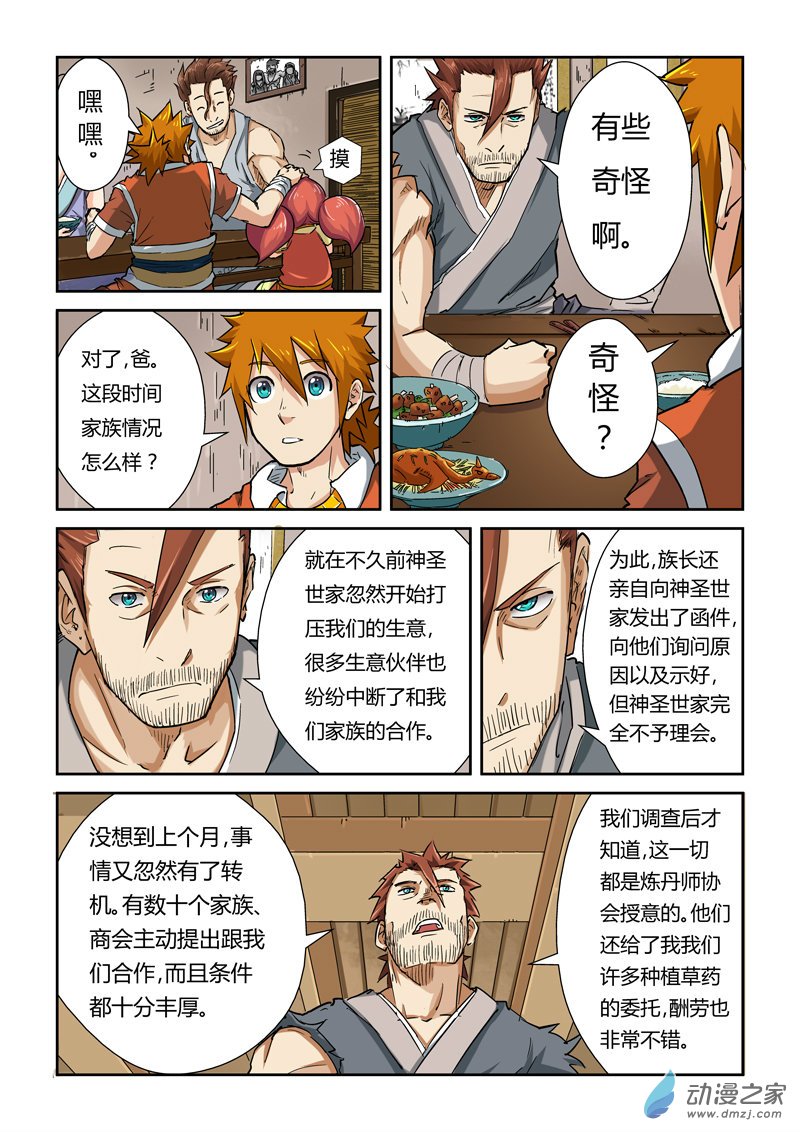 嘿
嘿。
摸
对了，爸。
这段时间
家族情况
怎么样？
有些
奇怪
啊。
奇
怪
？
就在不久前神圣
世家忽然开始打
压我们的生意，
很多生意伙伴也
纷纷中断了和我
们家族的合作。
为此，族长还
亲自向神圣世
家发出了函件，
向他们询问原
因以及示好，
但神圣世家完
全不予理会。
没想到上个月，事
情又忽然有了转
机。有数十个家族、
商会主动提出跟我
们合作，而且条件
都十分丰厚。
我们调查后才
知道，这一切
都是炼丹师协
会授意的。他们
还给了我我们
许多种植草药
的委托，酬劳也
非常不错。
动漫之家
www.dmzj.com